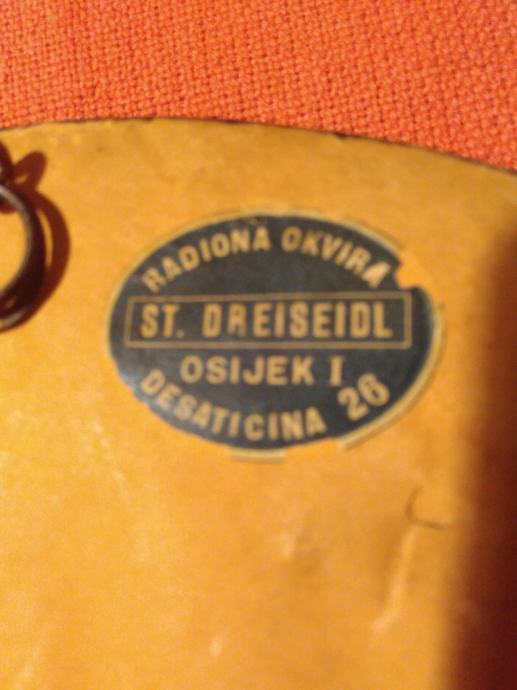 RADIONA OKVIRA
ST. DREISEIDL
OSIJEK I
DESATICINA 26